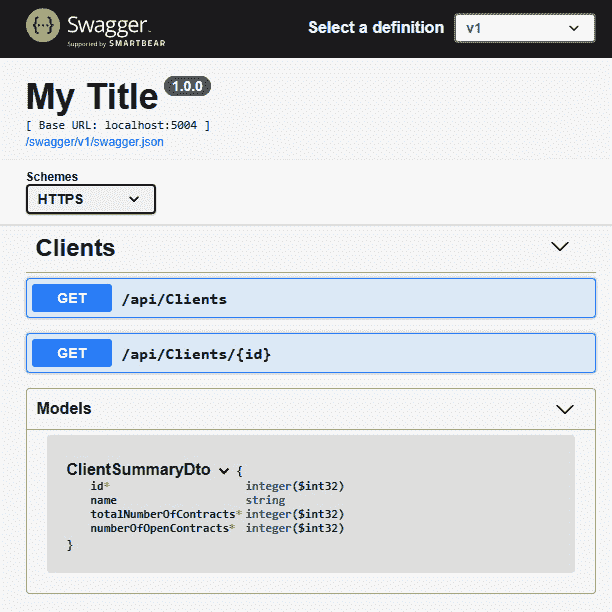 Swagger.
Supported by SMARTBEAR
Select a definition
v1
My Title 1.0.0
[ Base URL: localhost:5004 ]
/swagger/v1/swagger.json
Schemes
HTTPS
Clients
GET /api/Clients
GET /api/Clients/{id}
Models
ClientSummaryDto {
id* integer($int32)
name string
totalNumberOfContracts* integer($int32)
numberOfOpenContracts* integer($int32)
}